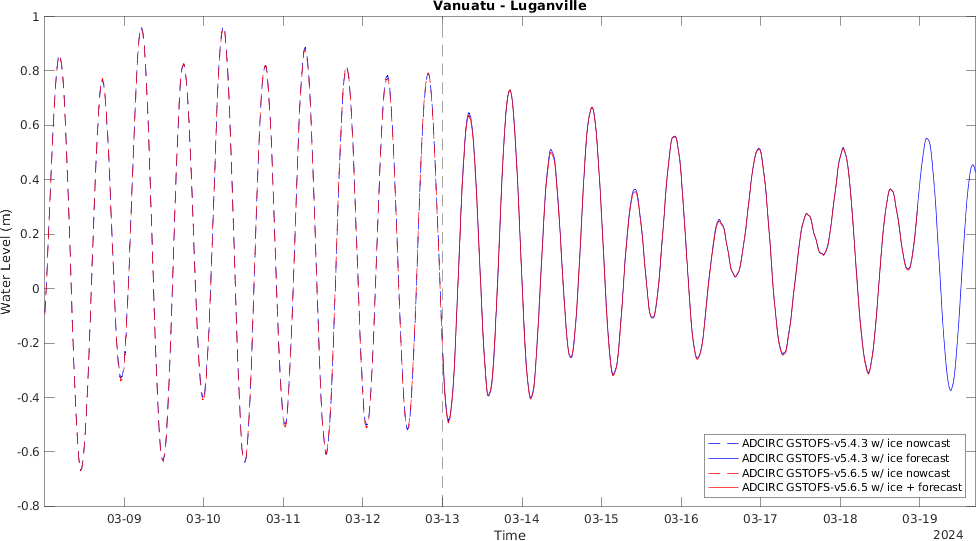 Vanuatu - Luganville
Water Level (m)
1
0.8
0.6
0.4
0.2
0
-0.2
-0.4
-0.6
-0.8
ADCIRC GSTOFS-v5.4.3 w/ ice nowcast
ADCIRC GSTOFS-v5.4.3 w/ ice forecast
ADCIRC GSTOFS-v5.6.5 w/ ice nowcast
ADCIRC GSTOFS-v5.6.5 w/ ice + forecast
03-09 03-10 03-11 03-12 03-13 03-14 03-15 03-16 03-17 03-18 03-19
Time
2024